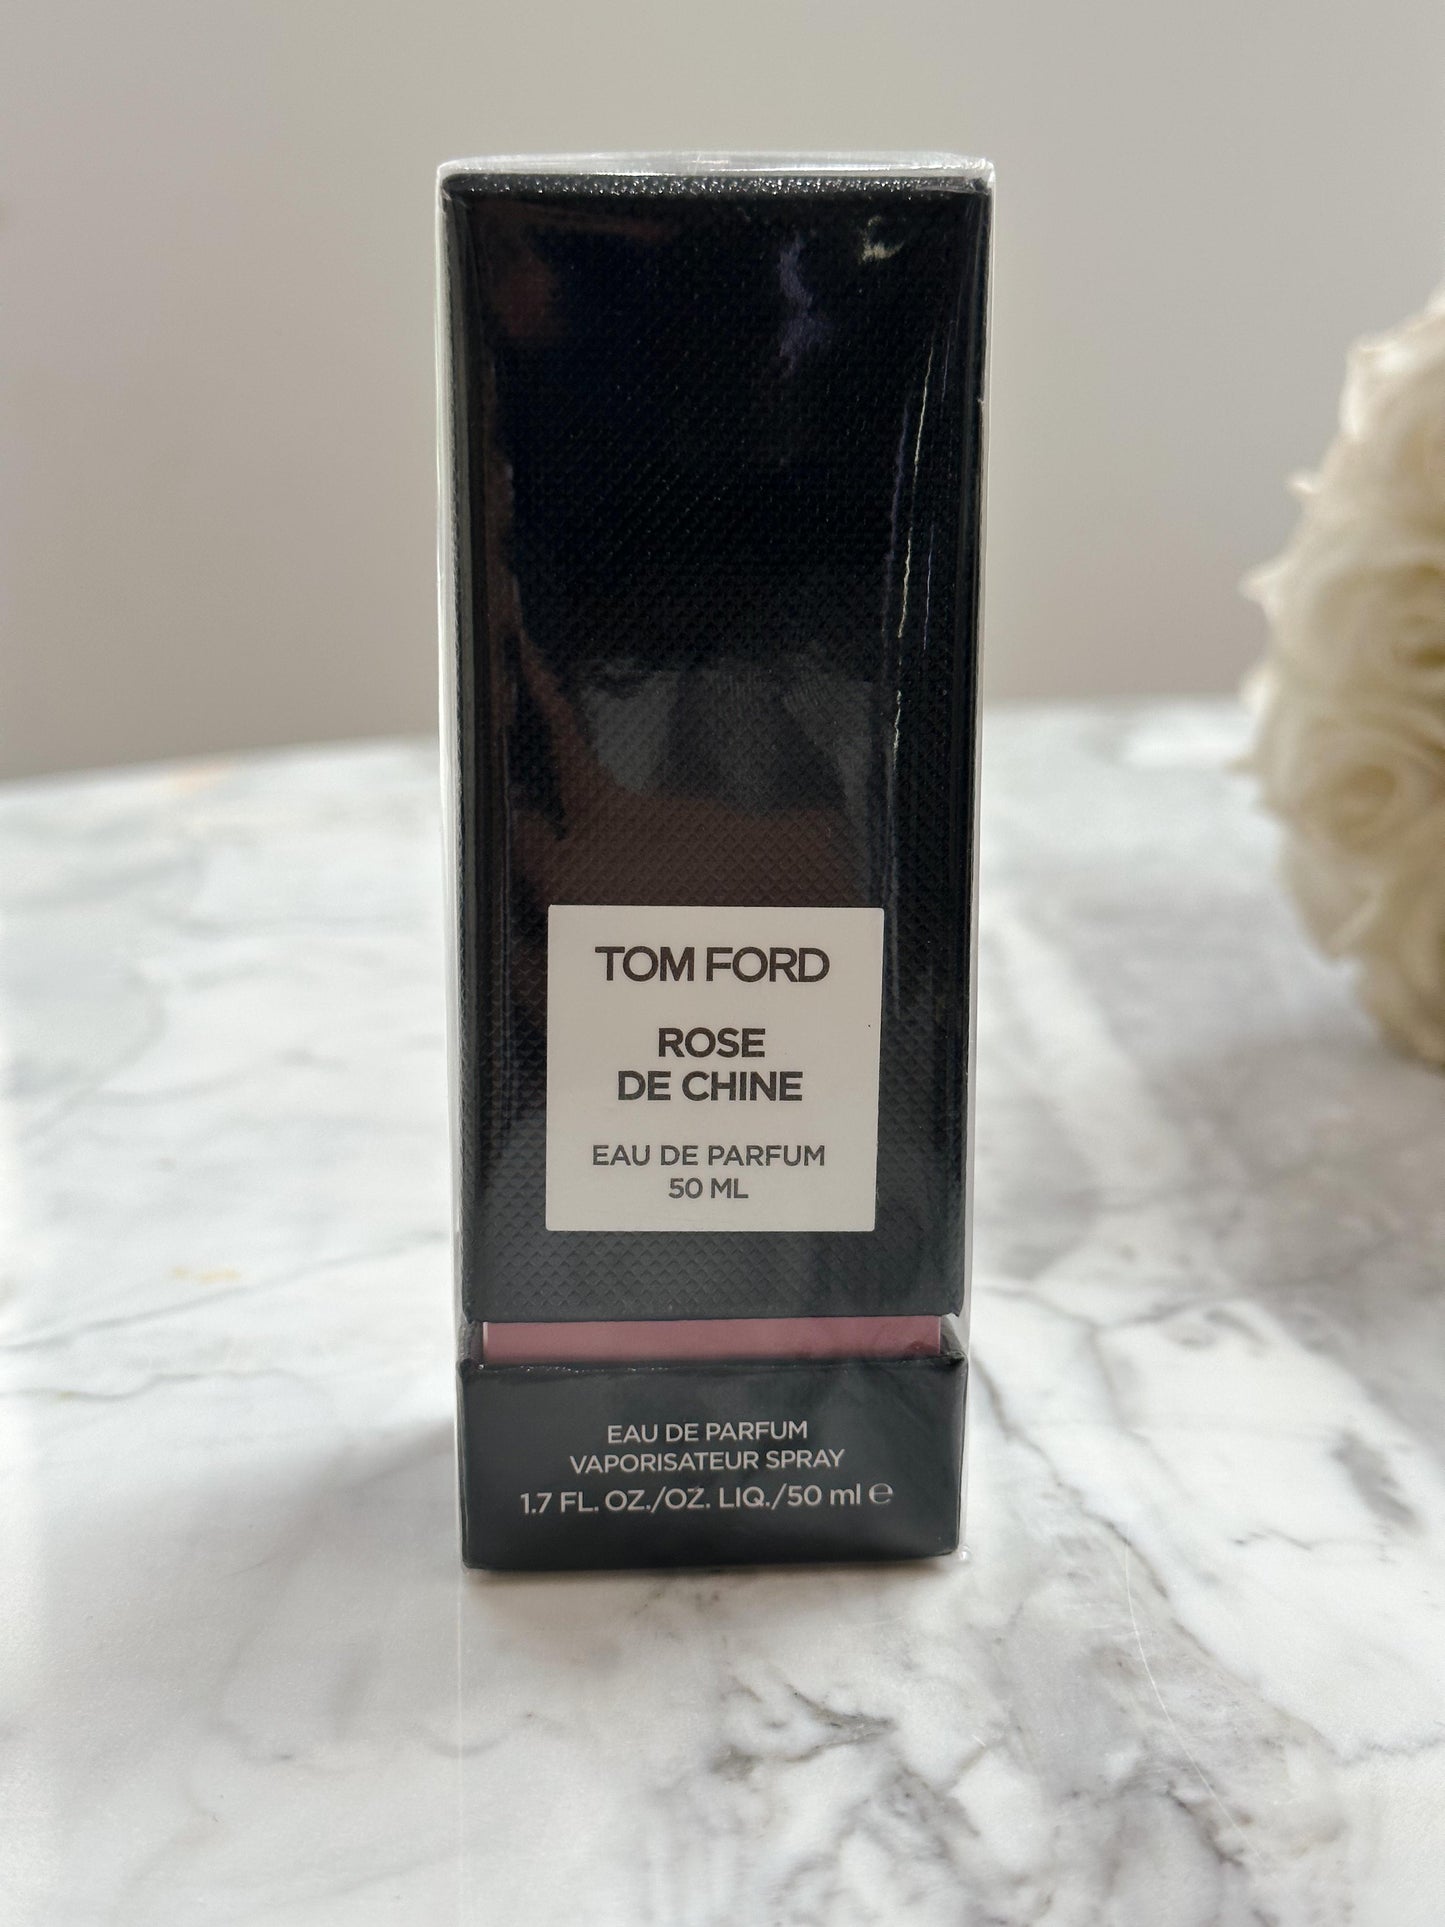 TOM FORD
ROSE
DE CHINE
EAU DE PARFUM
50 ML
EAU DE PARFUM
VAPORISATEUR SPRAY
1.7 FL. OZ./OZ. LIQ./50 ml ℮